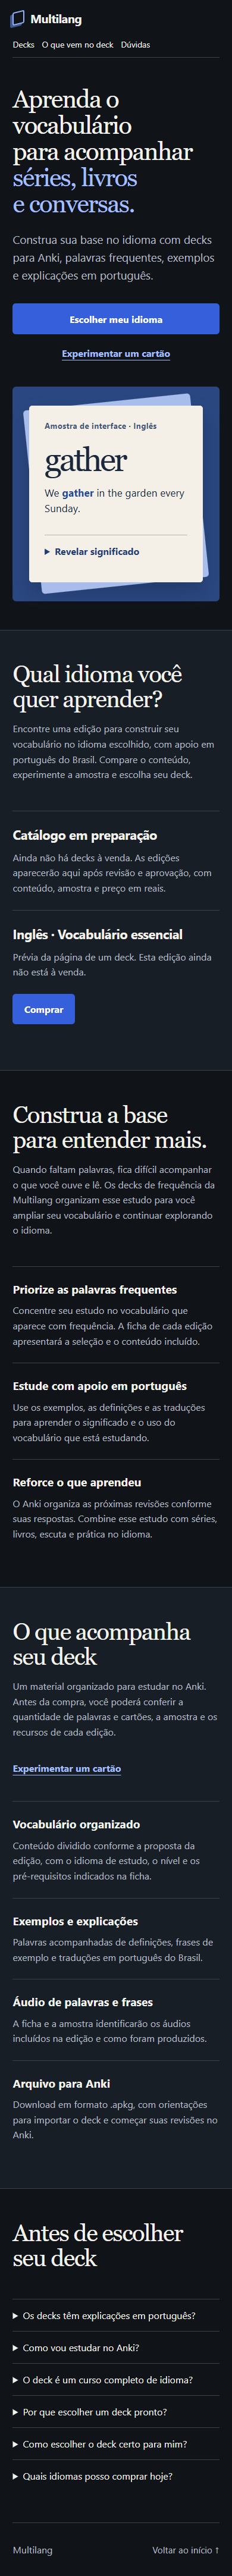 Multilang
Decks O que vem no deck Dúvidas
Aprenda o
vocabulário
para acompanhar
séries, livros
e conversas.
Construa sua base no idioma com decks
para Anki, palavras frequentes, exemplos
e explicações em português.
Escolher meu idioma
Experimentar um cartão
Amostra de interface · Inglês
gather
We gather in the garden every
Sunday.
▶ Revelar significado
Qual idioma você
quer aprender?
Encontre uma edição para construir seu
vocabulário no idioma escolhido, com apoio em
português do Brasil. Compare o conteúdo,
experimente a amostra e escolha seu deck.
Catálogo em preparação
Ainda não há decks à venda. As edições
aparecerão aqui após revisão e aprovação, com
conteúdo, amostra e preço em reais.
Inglês · Vocabulário essencial
Prévia da página de um deck. Esta edição ainda
não está à venda.
Comprar
Construa a base
para entender mais.
Quando faltam palavras, fica difícil acompanhar
o que você ouve e lê. Os decks de frequência da
Multilang organizam esse estudo para você
ampliar seu vocabulário e continuar explorando
o idioma.
Priorize as palavras frequentes
Concentre seu estudo no vocabulário que
aparece com frequência. A ficha de cada edição
apresentará a seleção e o conteúdo incluído.
Estude com apoio em português
Use os exemplos, as definições e as traduções
para aprender o significado e o uso do
vocabulário que está estudando.
Reforce o que aprendeu
O Anki organiza as próximas revisões conforme
suas respostas. Combine esse estudo com séries,
livros, escuta e prática no idioma.
O que acompanha
seu deck
Um material organizado para estudar no Anki.
Antes da compra, você poderá conferir a
quantidade de palavras e cartões, a amostra e os
recursos de cada edição.
Experimentar um cartão
Vocabulário organizado
Conteúdo dividido conforme a proposta da
edição, com o idioma de estudo, o nível e os
pré-requisitos indicados na ficha.
Exemplos e explicações
Palavras acompanhadas de definições, frases de
exemplo e traduções em português do Brasil.
Áudio de palavras e frases
A ficha e a amostra identificarão os áudios
incluídos na edição e como foram produzidos.
Arquivo para Anki
Download em formato .apkg, com orientações
para importar o deck e começar suas revisões no
Anki.
Antes de escolher
seu deck
▶ Os decks têm explicações em português?
▶ Como vou estudar no Anki?
▶ O deck é um curso completo de idioma?
▶ Por que escolher um deck pronto?
▶ Como escolher o deck certo para mim?
▶ Quais idiomas posso comprar hoje?
Multilang Voltar ao início ↑